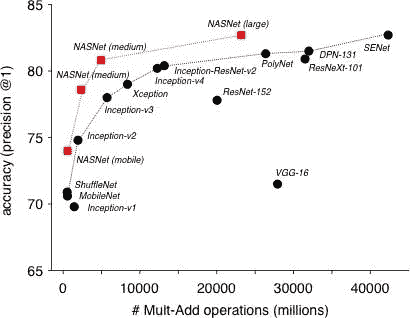 85
80
75
70
65
accuracy (precision @1)
NASNet (large)
NASNet (medium)
SENet
DPN-131
PolyNet
Inception-ResNet-v2
ResNeXt-101
NASNet (medium)
Inception-v4
Xception
ResNet-152
Inception-v3
Inception-v2
NASNet (mobile)
VGG-16
ShuffleNet
MobileNet
Inception-v1
0 10000 20000 30000 40000
# Mult-Add operations (millions)